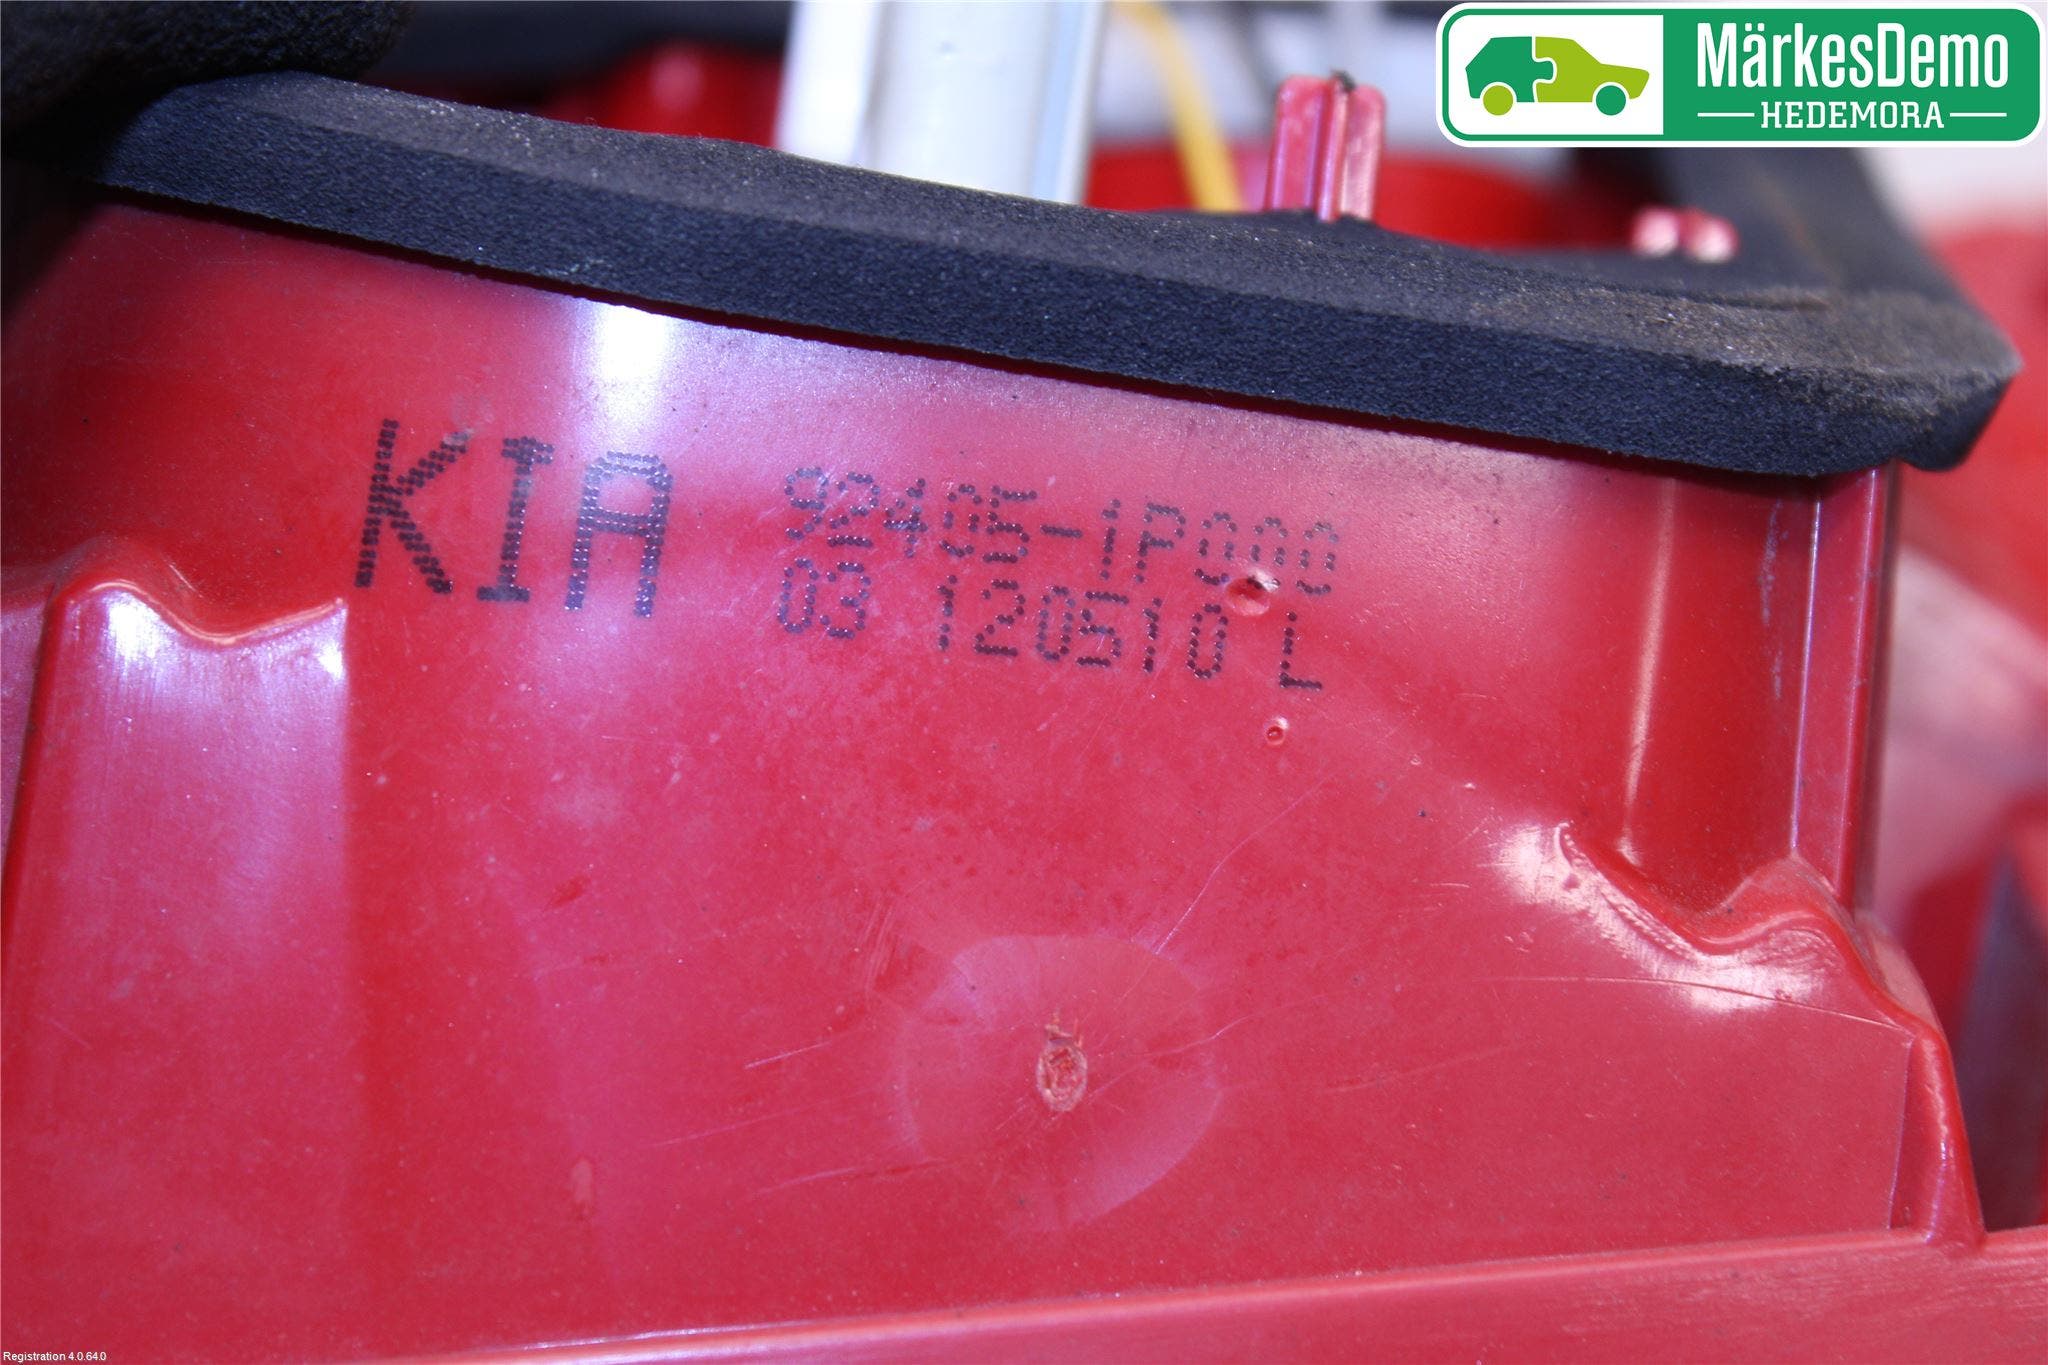 MärkesDemo
HEDEMORA
KIA 92405-1P000
03 120510 L
Registration 4.0.64.0